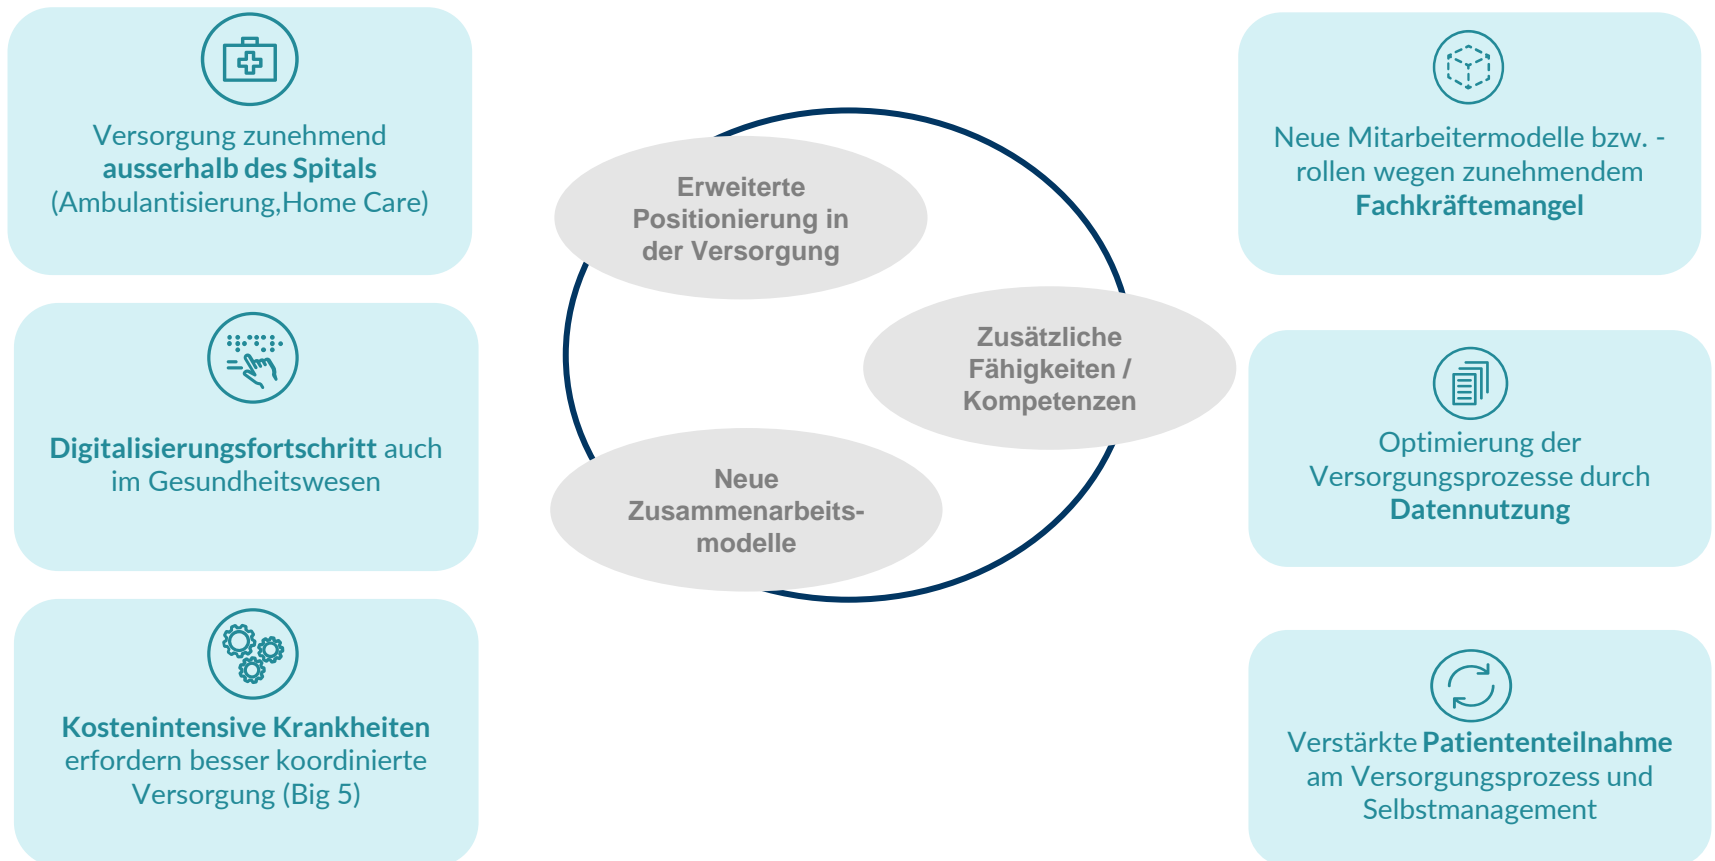 Versorgung zunehmend
ausserhalb des Spitals
(Ambulantisierung,Home Care)
Digitalisierungsfortschritt auch
im Gesundheitswesen
Kostenintensive Krankheiten
erfordern besser koordinierte
Versorgung (Big 5)
Erweiterte
Positionierung in
der Versorgung
Zusätzliche
Fähigkeiten /
Kompetenzen
Neue
Zusammenarbeits-
modelle
Neue Mitarbeitermodelle bzw. -
rollen wegen zunehmendem
Fachkräftemangel
Optimierung der
Versorgungsprozesse durch
Datennutzung
Verstärkte Patiententeilnahme
am Versorgungsprozess und
Selbstmanagement